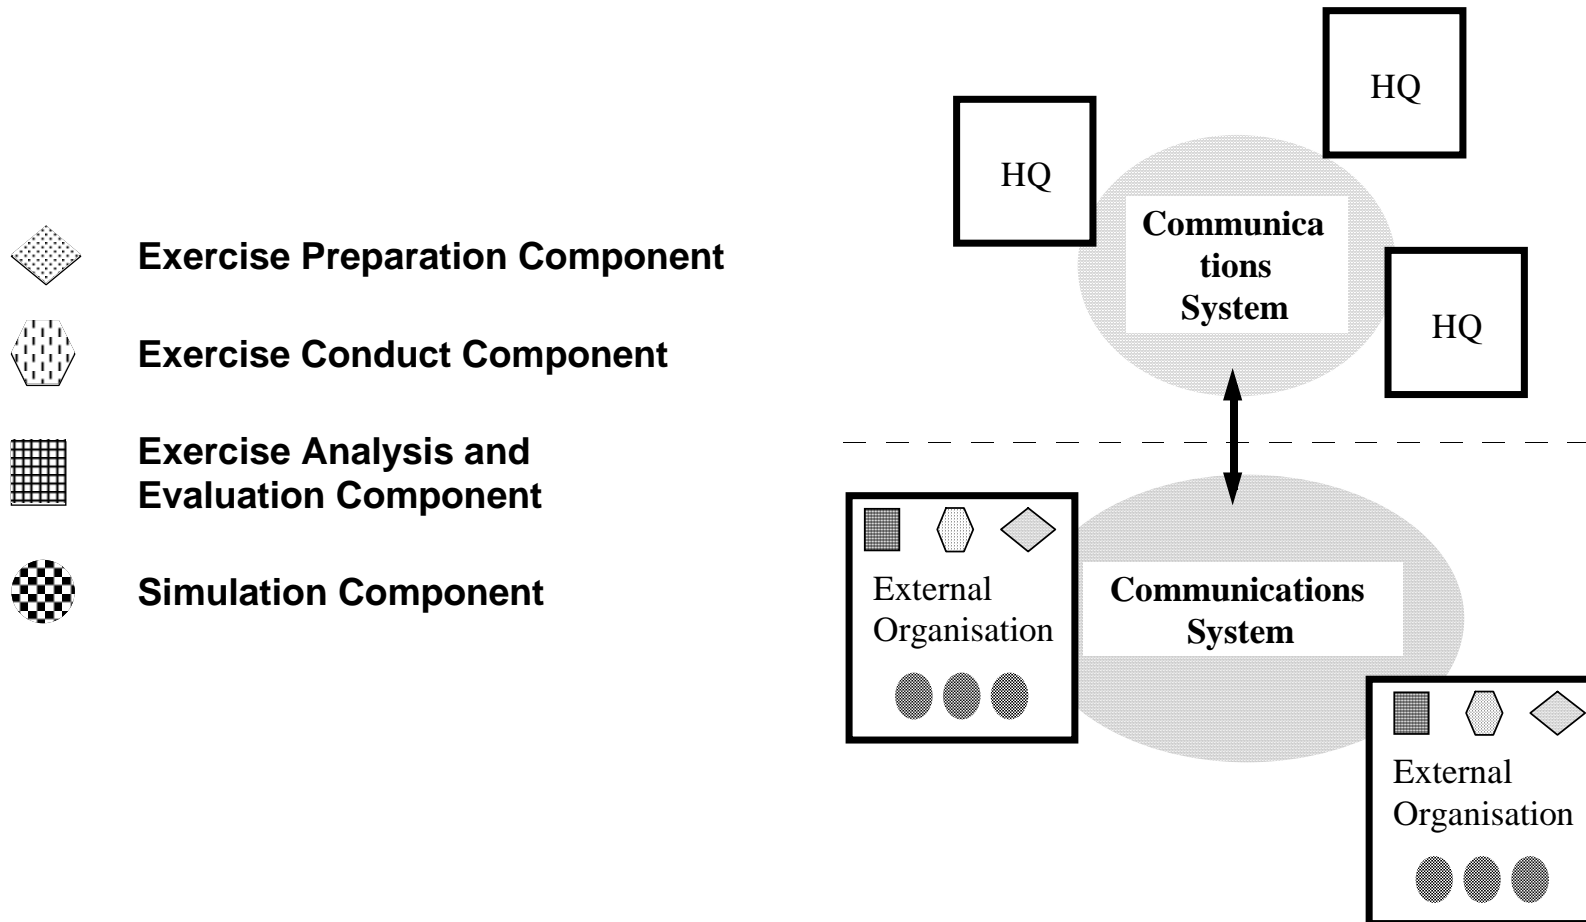 Exercise Preparation Component
Exercise Conduct Component
Exercise Analysis and
Evaluation Component
Simulation Component
HQ
HQ
Communica
tions
System
HQ
External
Organisation
Communications
System
External
Organisation